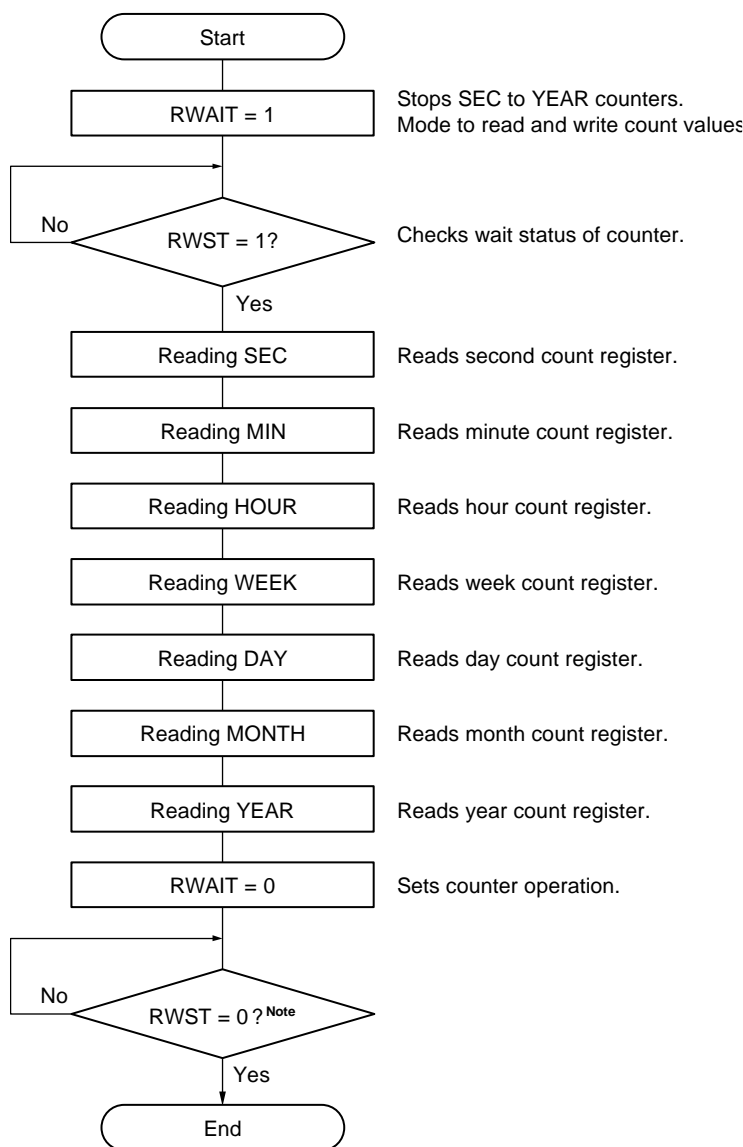 Start
RWAIT = 1
Stops SEC to YEAR counters.
Mode to read and write count values
No
RWST = 1?
Checks wait status of counter.
Yes
Reading SEC
Reads second count register.
Reading MIN
Reads minute count register.
Reading HOUR
Reads hour count register.
Reading WEEK
Reads week count register.
Reading DAY
Reads day count register.
Reading MONTH
Reads month count register.
Reading YEAR
Reads year count register.
RWAIT = 0
Sets counter operation.
No
RWST = 0?Note
Yes
End